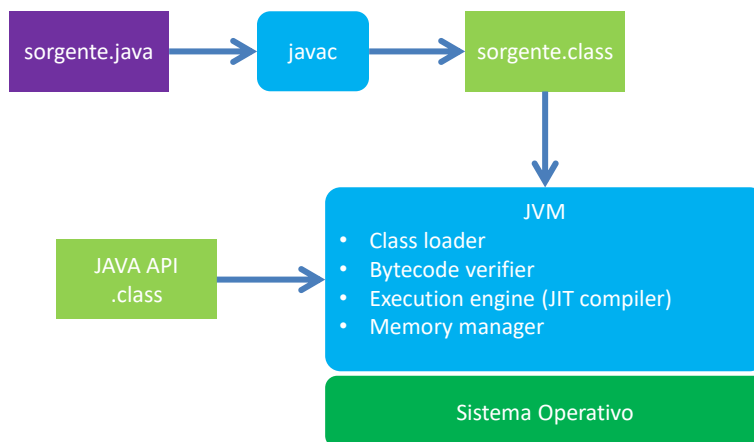 sorgente.java
javac
sorgente.class
JVM
• Class loader
• Bytecode verifier
• Execution engine (JIT compiler)
• Memory manager
JAVA API
.class
Sistema Operativo